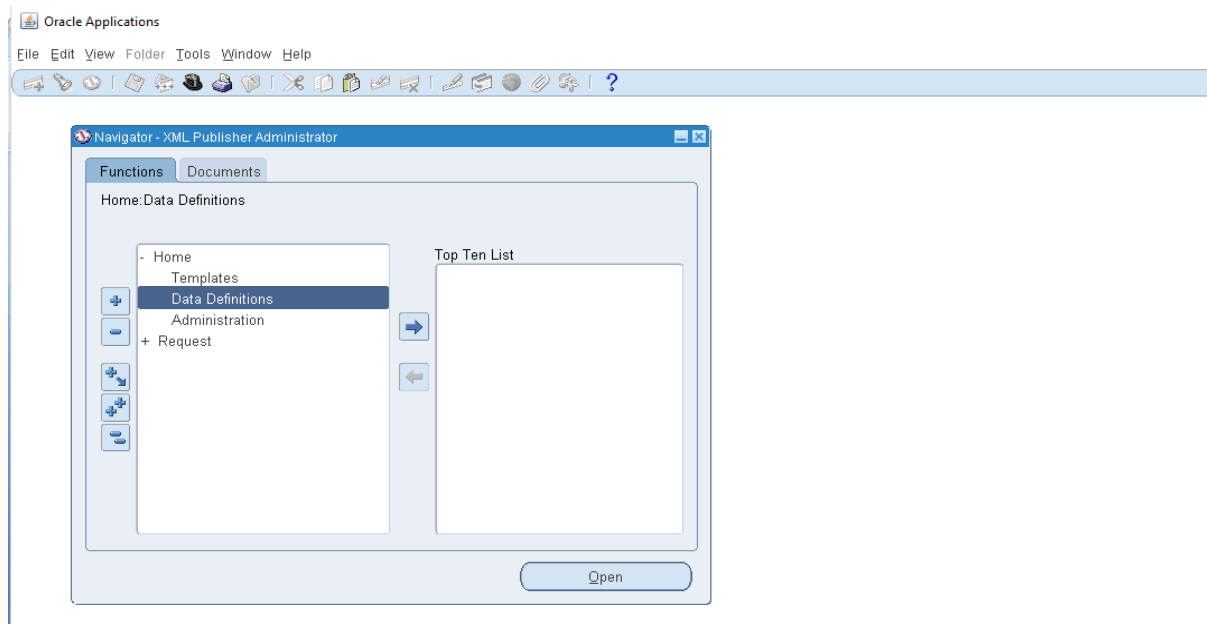 Oracle Applications
File Edit View Folder Tools Window Help
?
Navigator - XML Publisher Administrator
Functions Documents
Home:Data Definitions
- Home
Templates
Data Definitions
Administration
+ Request
Top Ten List
Open